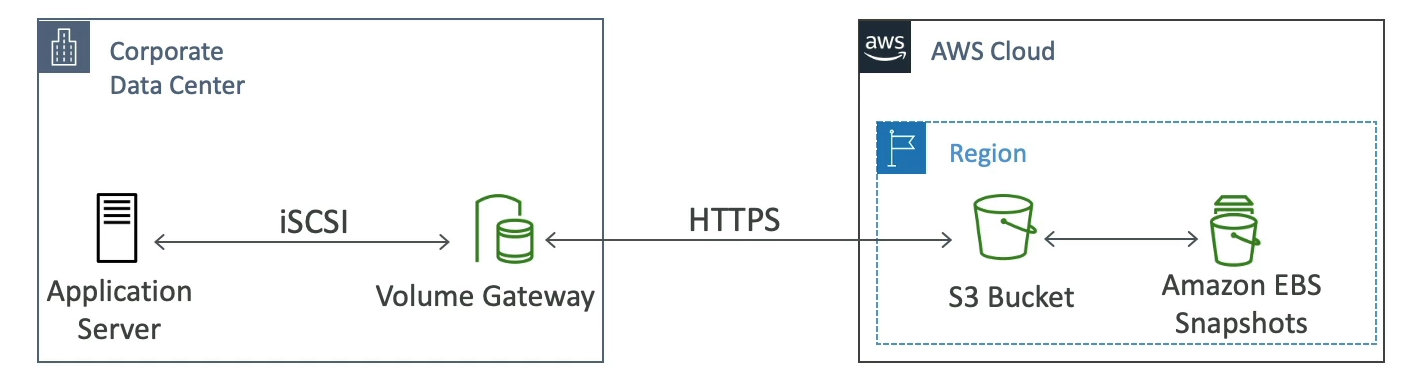 Corporate
Data Center
aws
AWS Cloud
Region
iSCSI
HTTPS
Application
Server
Volume Gateway
S3 Bucket
Amazon EBS
Snapshots